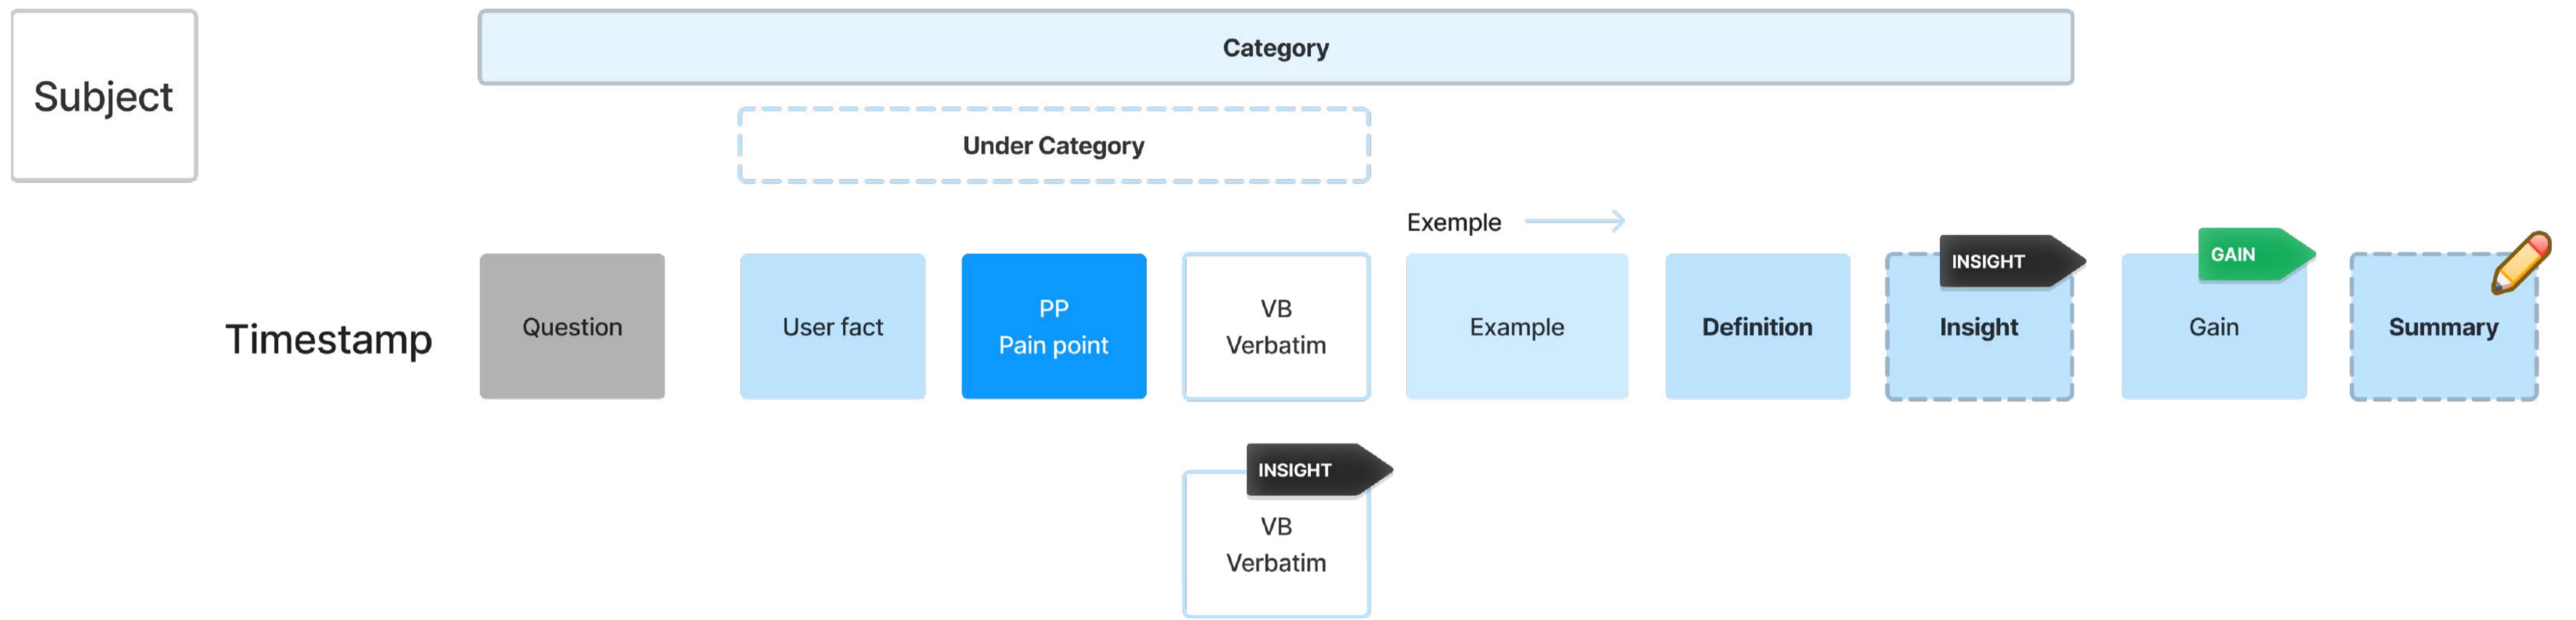 Subject
Category
Under Category
Exemple
Timestamp
Question
User fact
PP
Pain point
VB
Verbatim
Example
Definition
INSIGHT
Insight
GAIN
Gain
Summary
INSIGHT
VB
Verbatim